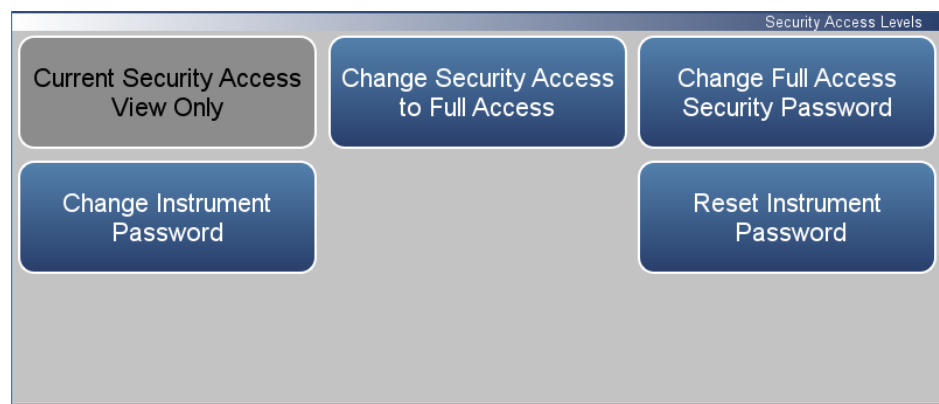 Security Access Levels
Current Security Access
View Only
Change Security Access
to Full Access
Change Full Access
Security Password
Change Instrument
Password
Reset Instrument
Password